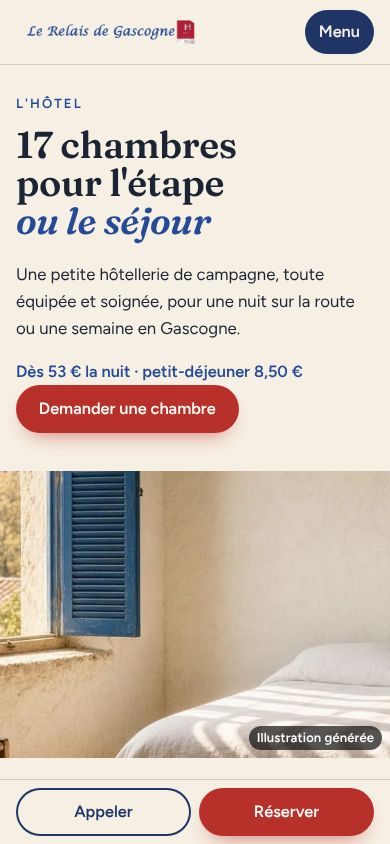 Le Relais de Gascogne
Menu
L'HÔTEL
17 chambres
pour l'étape
ou le séjour
Une petite hôtellerie de campagne, toute
équipée et soignée, pour une nuit sur la route
ou une semaine en Gascogne.
Dès 53 € la nuit · petit-déjeuner 8,50 €
Demander une chambre
Illustration générée
Appeler
Réserver